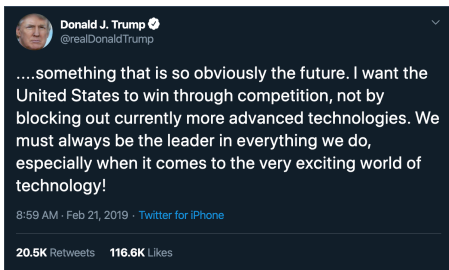 Donald J. Trump
@realDonaldTrump
....something that is so obviously the future. I want the
United States to win through competition, not by
blocking out currently more advanced technologies. We
must always be the leader in everything we do,
especially when it comes to the very exciting world of
technology!
8:59 AM · Feb 21, 2019 · Twitter for iPhone
20.5K Retweets 116.6K Likes